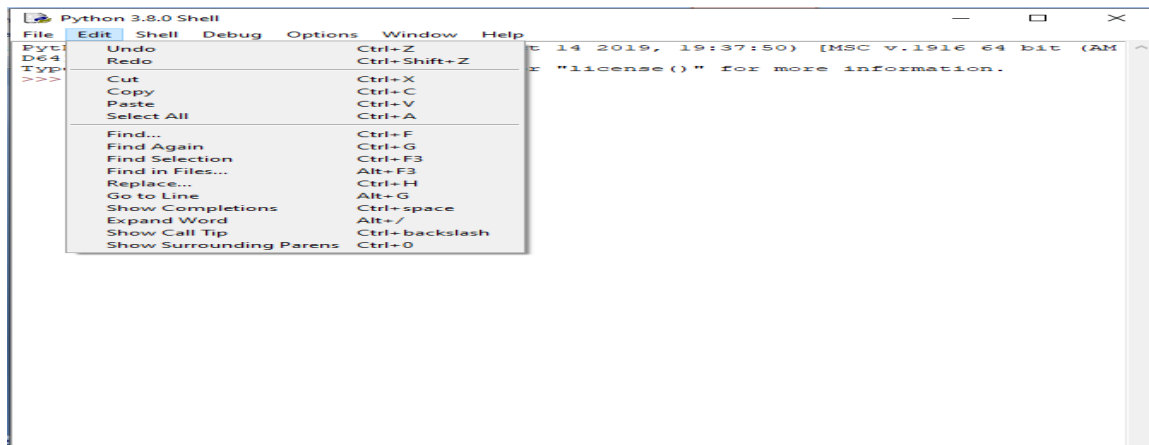 Python 3.8.0 Shell
File Edit Shell Debug Options Window Help
Pyt t 14 2019, 19:37:50) [MSC v.1916 64 bit (AM
D64
Typ r "license()" for more information.
>>>
Undo Ctrl+Z
Redo Ctrl+Shift+Z
Cut Ctrl+X
Copy Ctrl+C
Paste Ctrl+V
Select All Ctrl+A
Find... Ctrl+F
Find Again Ctrl+G
Find Selection Ctrl+F3
Find in Files... Alt+F3
Replace... Ctrl+H
Go to Line Alt+G
Show Completions Ctrl+space
Expand Word Alt+/
Show Call Tip Ctrl+backslash
Show Surrounding Parens Ctrl+0